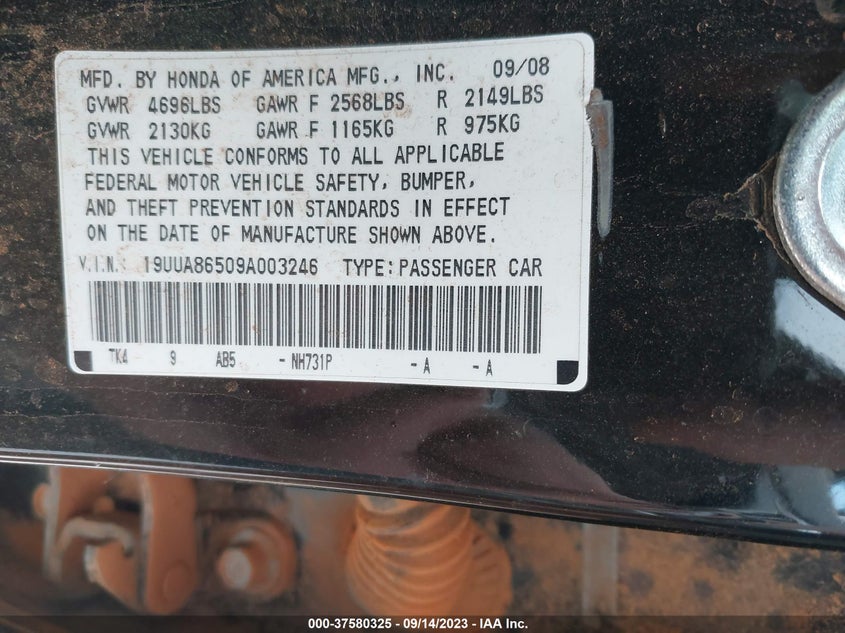 MFD. BY HONDA OF AMERICA MFG., INC. 09/08
GVWR 4696LBS GAWR F 2568LBS R 2149LBS
GVWR 2130KG GAWR F 1165KG R 975KG
THIS VEHICLE CONFORMS TO ALL APPLICABLE
FEDERAL MOTOR VEHICLE SAFETY, BUMPER,
AND THEFT PREVENTION STANDARDS IN EFFECT
ON THE DATE OF MANUFACTURE SHOWN ABOVE.
V.I.N. 19UUA86509A003246 TYPE: PASSENGER CAR
TK4 9 AB5 - NH731P - A - A
000-37580325 - 09/14/2023 - IAA Inc.